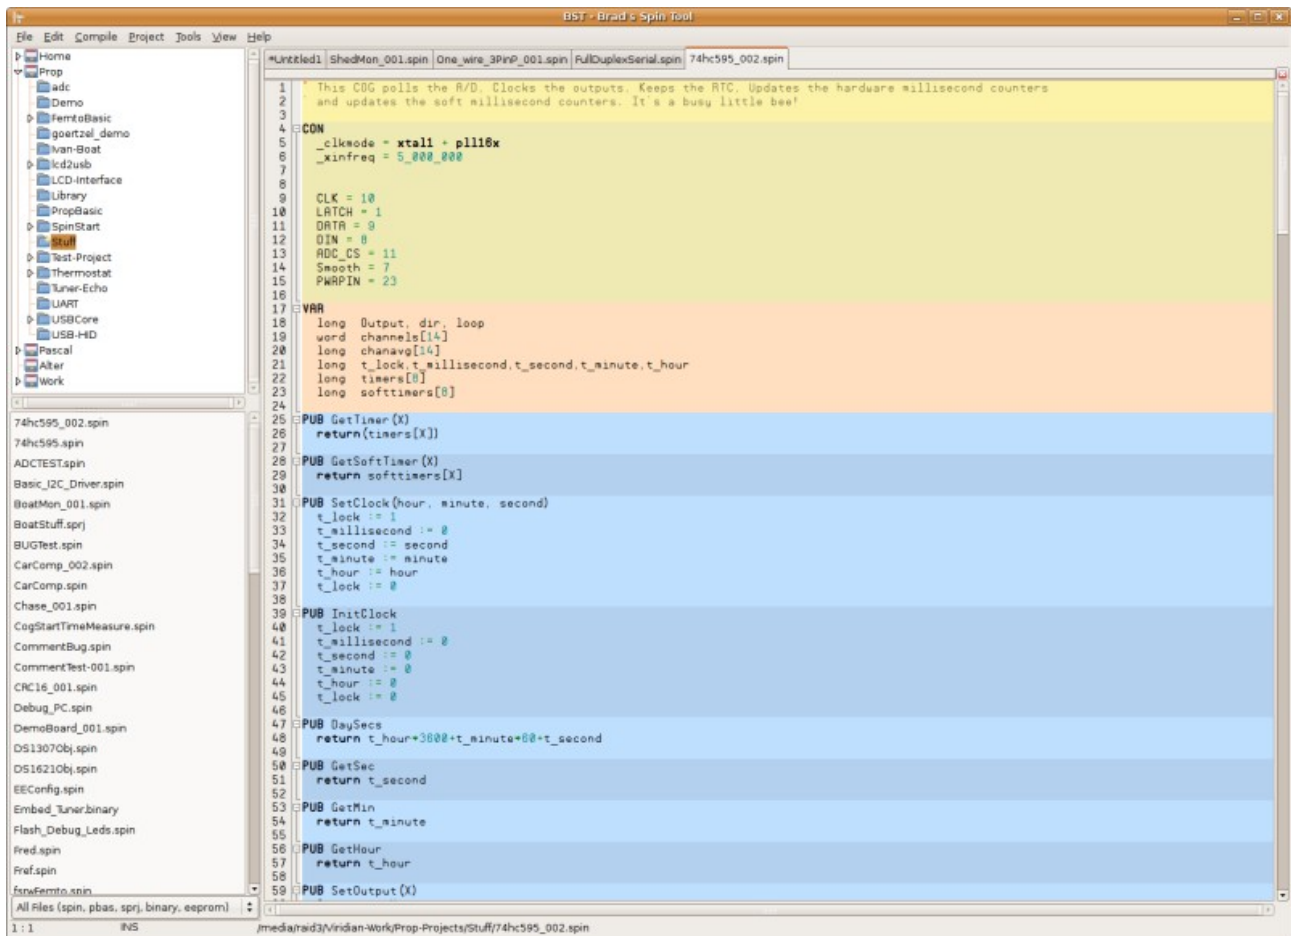 BST - Brad's Spin Tool
File Edit Compile Project Tools View Help
Home
Prop
adc
Demo
FemtoBasic
goertzel_demo
Ivan-Boat
lcd2usb
LCD-Interface
Library
PropBasic
SpinStart
Stuff
Test-Project
Thermostat
Tuner-Echo
UART
USBCore
USB-HID
Pascal
Alter
Work
74hc595_002.spin
74hc595.spin
ADCTEST.spin
Basic_I2C_Driver.spin
BoatMon_001.spin
BoatStuff.sprj
BUGTest.spin
CarComp_002.spin
CarComp.spin
Chase_001.spin
CogStartTimeMeasure.spin
CommentBug.spin
CommentTest-001.spin
CRC16_001.spin
Debug_PC.spin
DemoBoard_001.spin
DS1307Obj.spin
DS1621Obj.spin
EEConfig.spin
Embed_Tuner.binary
Flash_Debug_Leds.spin
Fred.spin
Fref.spin
fsrwFemto.spin
All Files (spin, pbas, sprj, binary, eeprom)
*Untitled1 ShedMon_001.spin One_wire_3PinP_001.spin FullDuplexSerial.spin 74hc595_002.spin
1 ' This COG polls the A/D. Clocks the outputs. Keeps the RTC. Updates the hardware millisecond counters
2 ' and updates the soft millisecond counters. It's a busy little bee!
3
4 CON
5 _clkmode = xtal1 + pll16x
6 _xinfreq = 5_000_000
7
8
9 CLK = 10
10 LATCH = 1
11 DATA = 9
12 DIN = 8
13 ADC_CS = 11
14 Smooth = 7
15 PWRPIN = 23
16
17 VAR
18 long Output, dir, loop
19 word channels[14]
20 long chanavg[14]
21 long t_lock,t_millisecond,t_second,t_minute,t_hour
22 long timers[8]
23 long softtimers[8]
24
25 PUB GetTimer(X)
26 return(timers[X])
27
28 PUB GetSoftTimer(X)
29 return softtimers[X]
30
31 PUB SetClock(hour, minute, second)
32 t_lock := 1
33 t_millisecond := 0
34 t_second := second
35 t_minute := minute
36 t_hour := hour
37 t_lock := 0
38
39 PUB InitClock
40 t_lock := 1
41 t_millisecond := 0
42 t_second := 0
43 t_minute := 0
44 t_hour := 0
45 t_lock := 0
46
47 PUB DaySecs
48 return t_hour*3600+t_minute*60+t_second
49
50 PUB GetSec
51 return t_second
52
53 PUB GetMin
54 return t_minute
55
56 PUB GetHour
57 return t_hour
58
59 PUB SetOutput(X)
1 : 1 INS /media/raid3/Viridian-Work/Prop-Projects/Stuff/74hc595_002.spin